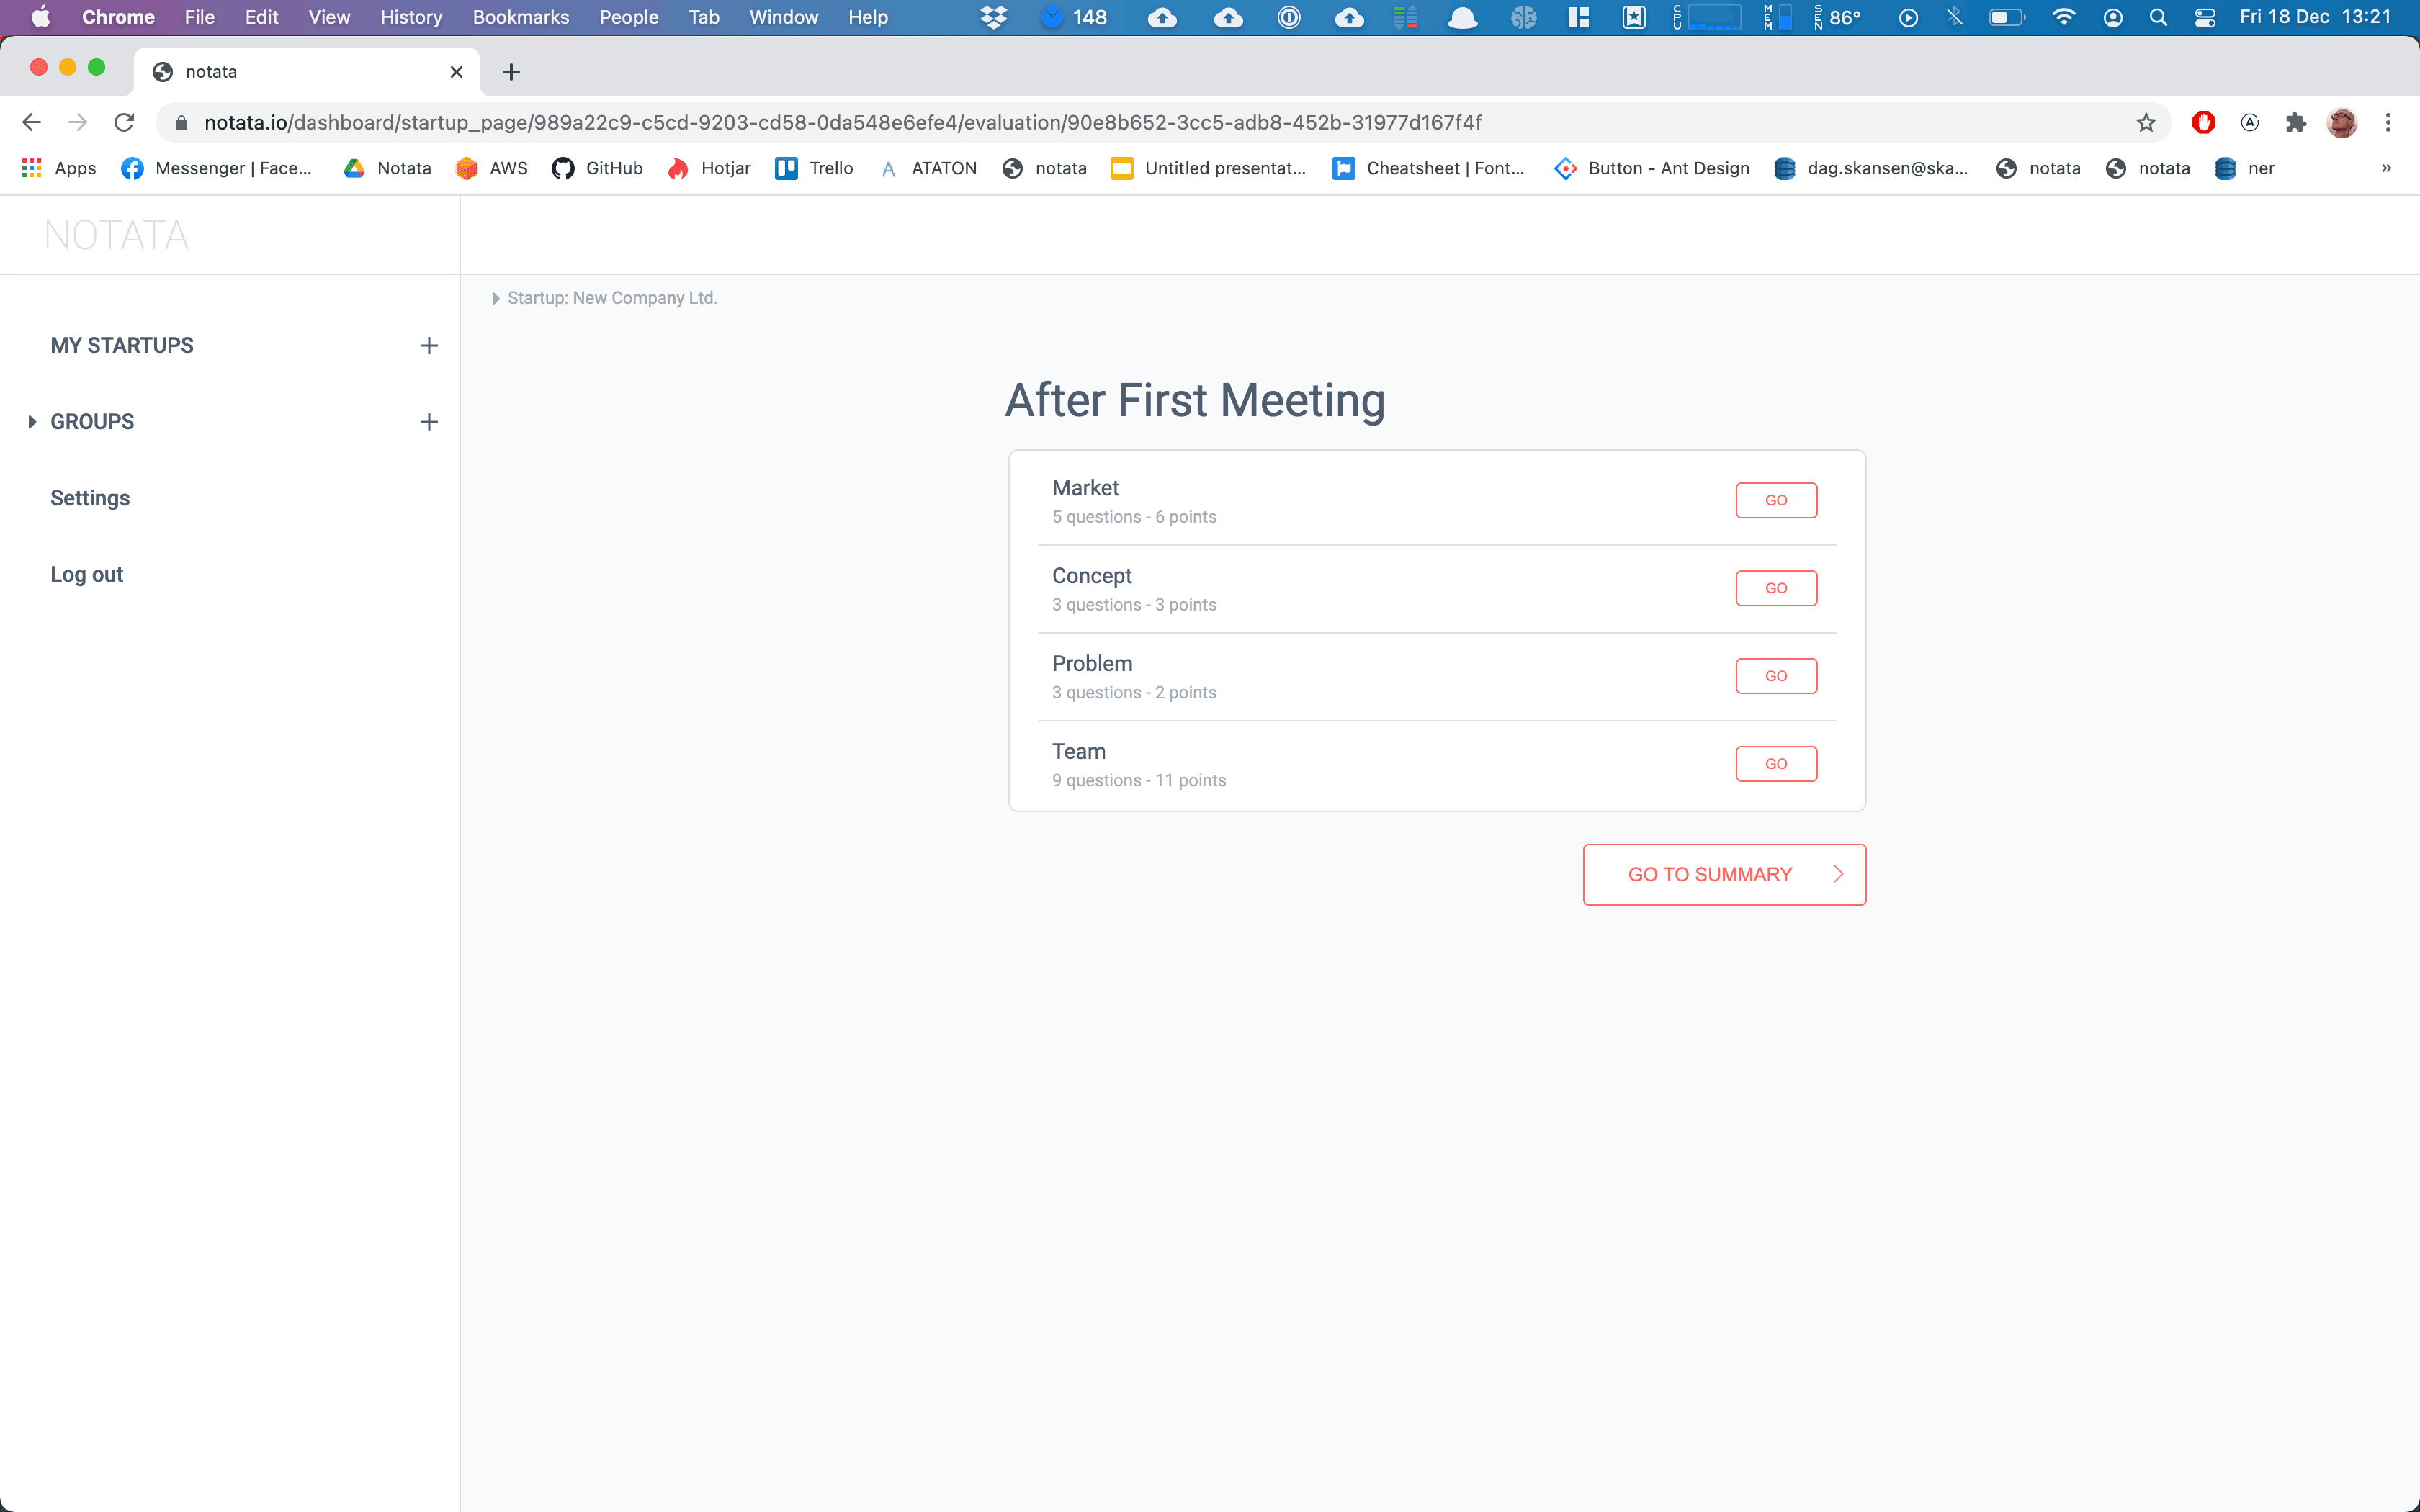 Chrome File Edit View History Bookmarks People Tab Window Help 148 CPU MEM SEN 86° Fri 18 Dec 13:21
notata
notata.io/dashboard/startup_page/989a22c9-c5cd-9203-cd58-0da548e6efe4/evaluation/90e8b652-3cc5-adb8-452b-31977d167f4f
Apps Messenger | Face... Notata AWS GitHub Hotjar Trello ATATON notata Untitled presentat... Cheatsheet | Font... Button - Ant Design dag.skansen@ska... notata notata ner »
NOTATA
Startup: New Company Ltd.
MY STARTUPS
GROUPS
Settings
Log out
After First Meeting
Market
5 questions - 6 points
GO
Concept
3 questions - 3 points
GO
Problem
3 questions - 2 points
GO
Team
9 questions - 11 points
GO
GO TO SUMMARY